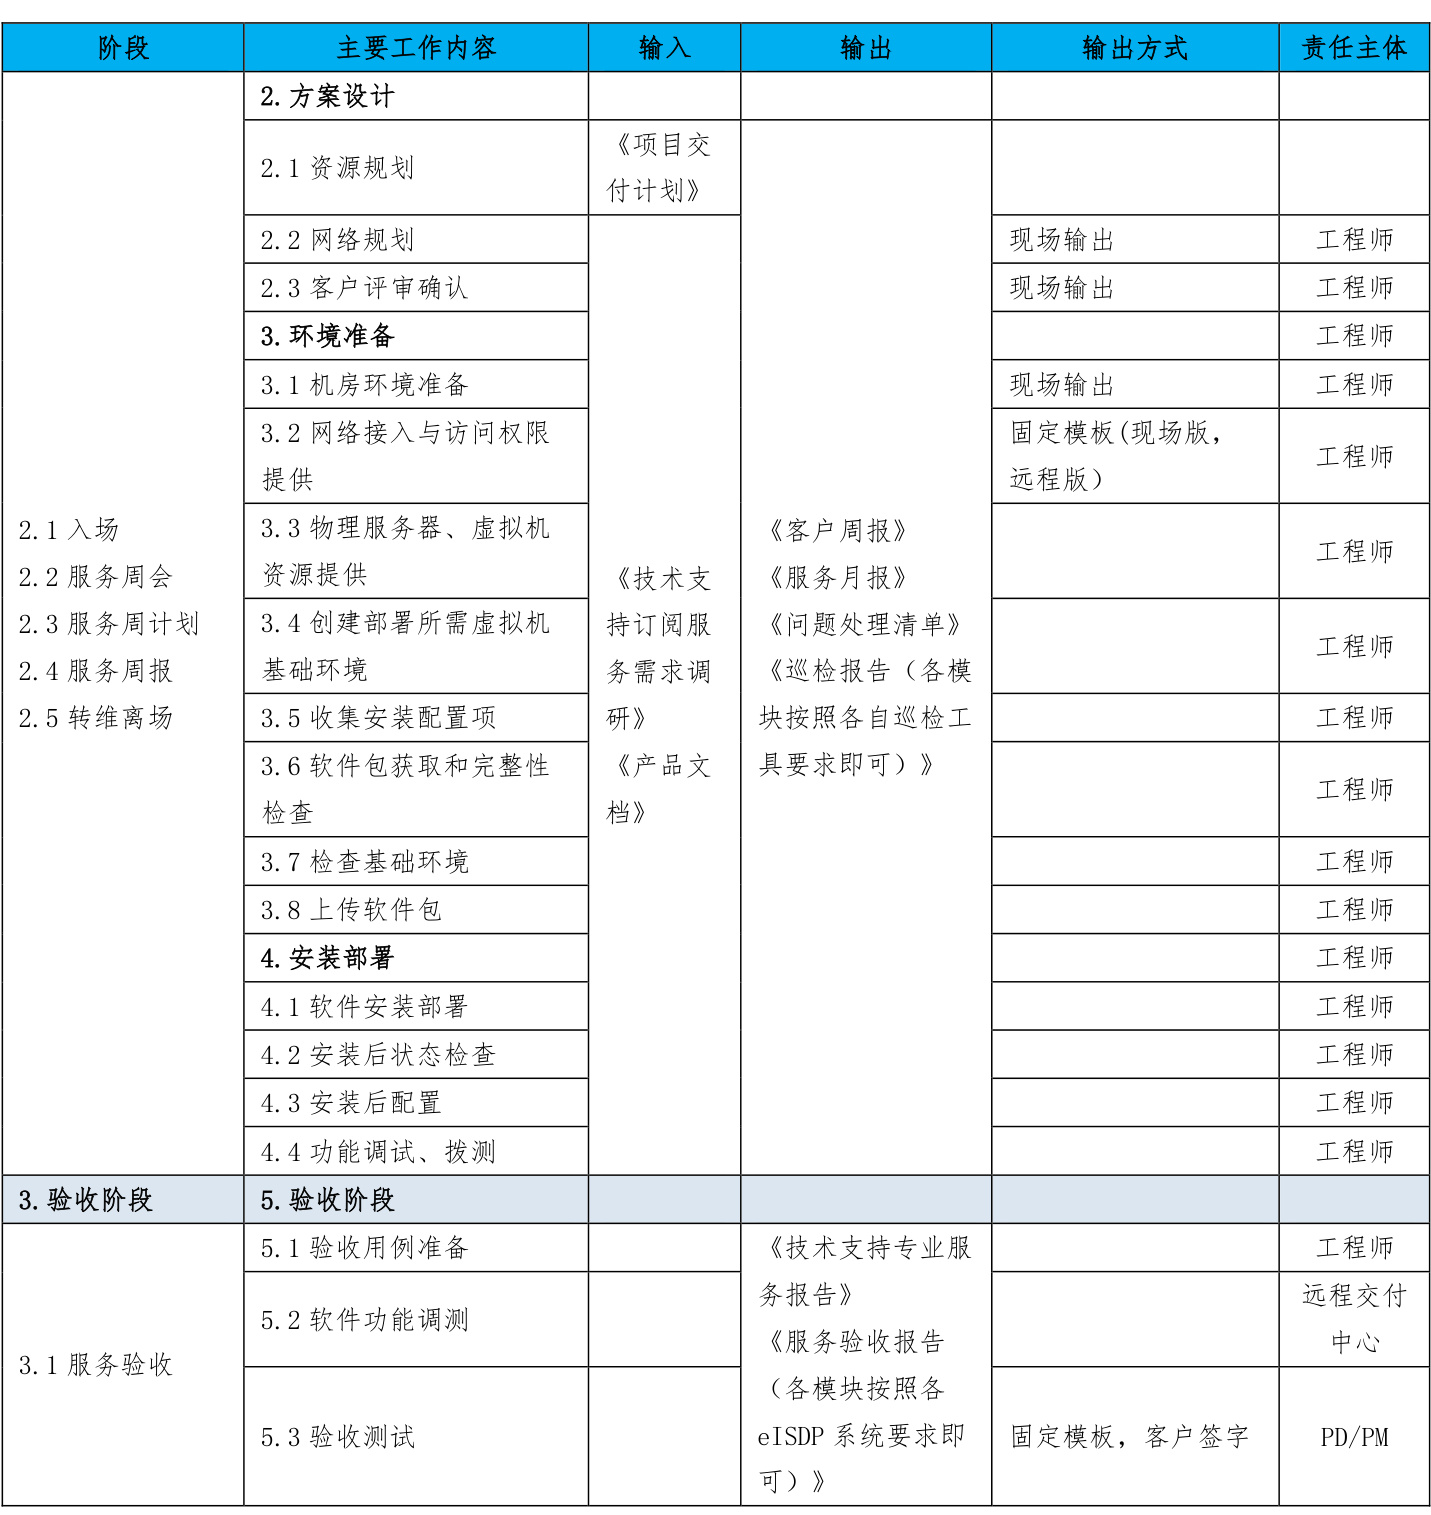 阶段 主要工作内容 输入 输出 输出方式 责任主体
2.方案设计
2.1 资源规划
《项目交
付计划》
2.2 网络规划 现场输出 工程师
2.3 客户评审确认 现场输出 工程师
3.环境准备 工程师
3.1 机房环境准备 现场输出 工程师
3.2 网络接入与访问权限
提供
固定模板(现场版,
远程版）
工程师
2.1 入场
2.2 服务周会
2.3 服务周计划
2.4 服务周报
2.5 转维离场
3.3 物理服务器、虚拟机
资源提供
工程师
3.4 创建部署所需虚拟机
基础环境
工程师
3.5 收集安装配置项 工程师
3.6 软件包获取和完整性
检查
工程师
《技术支
持订阅服
务需求调
研》
《产品文
档》
《客户周报》
《服务月报》
《问题处理清单》
《巡检报告（各模
块按照各自巡检工
具要求即可）》
3.7 检查基础环境 工程师
3.8 上传软件包 工程师
4.安装部署 工程师
4.1 软件安装部署 工程师
4.2 安装后状态检查 工程师
4.3 安装后配置 工程师
4.4 功能调试、拨测 工程师
3.验收阶段 5.验收阶段
3.1 服务验收
5.1 验收用例准备 工程师
5.2 软件功能调测
远程交付
中心
5.3 验收测试
《技术支持专业服
务报告》
《服务验收报告
（各模块按照各
eISDP 系统要求即
可）》
固定模板，客户签字 PD/PM